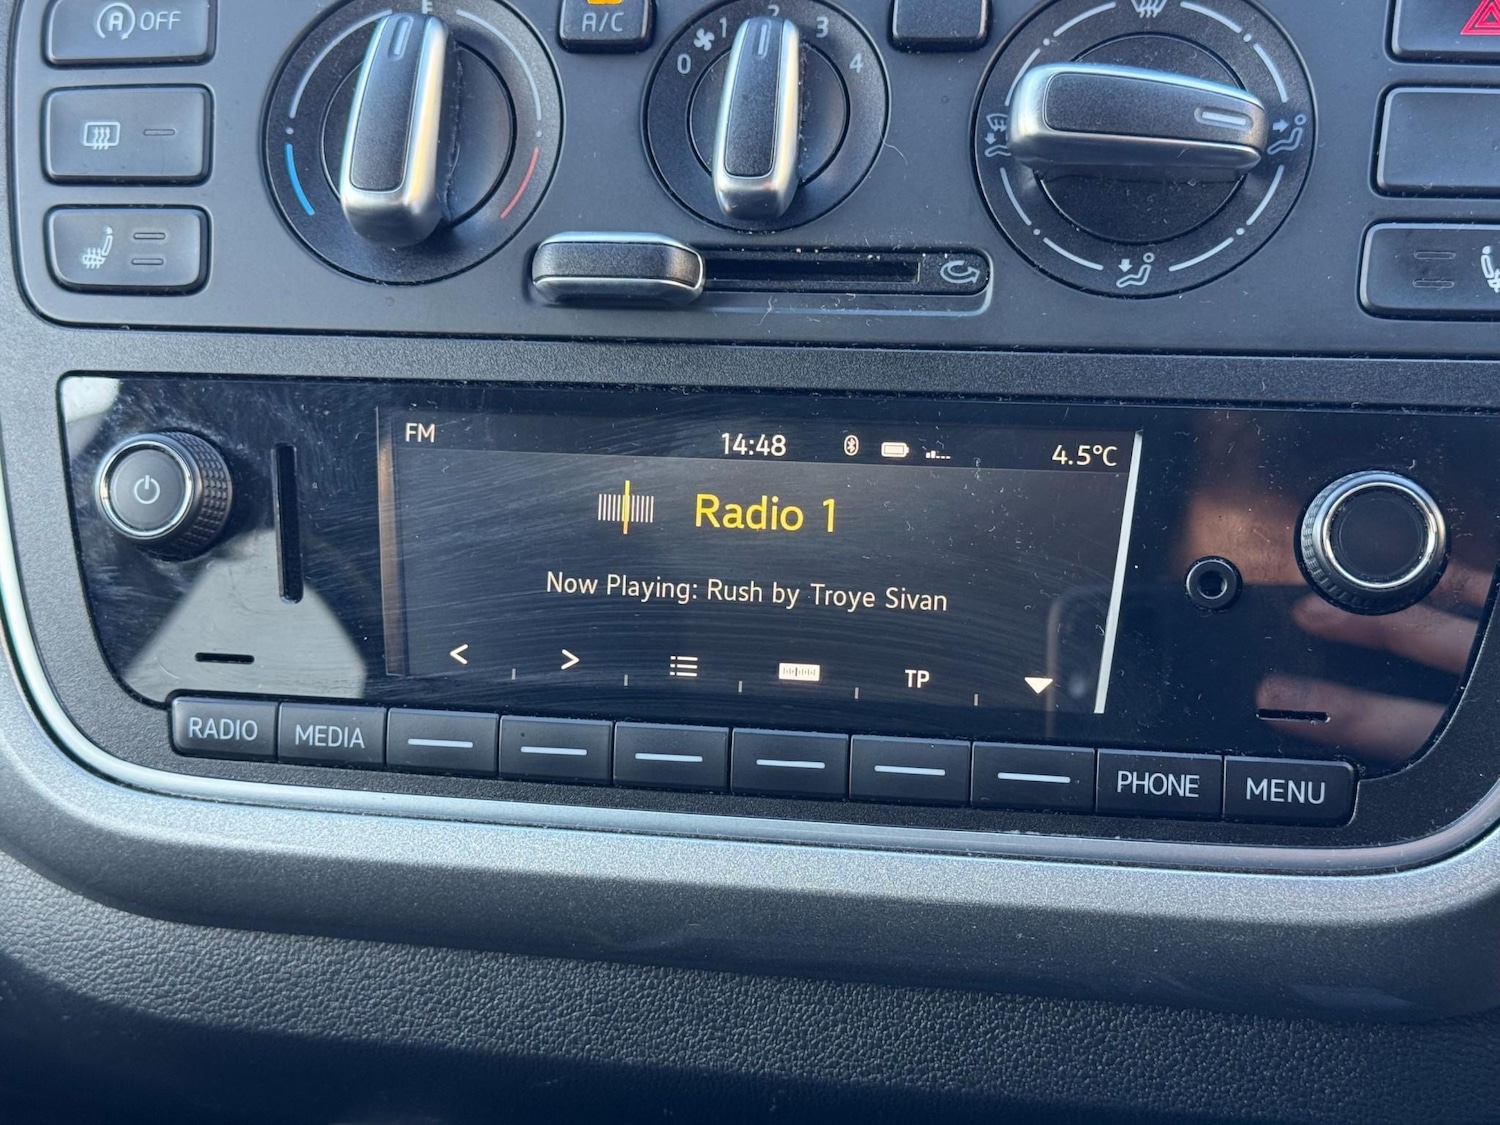 OFF
A/C
0 1 2 3 4
FM 14:48 4.5°C
Radio 1
Now Playing: Rush by Troye Sivan
< > TP
RADIO MEDIA PHONE MENU